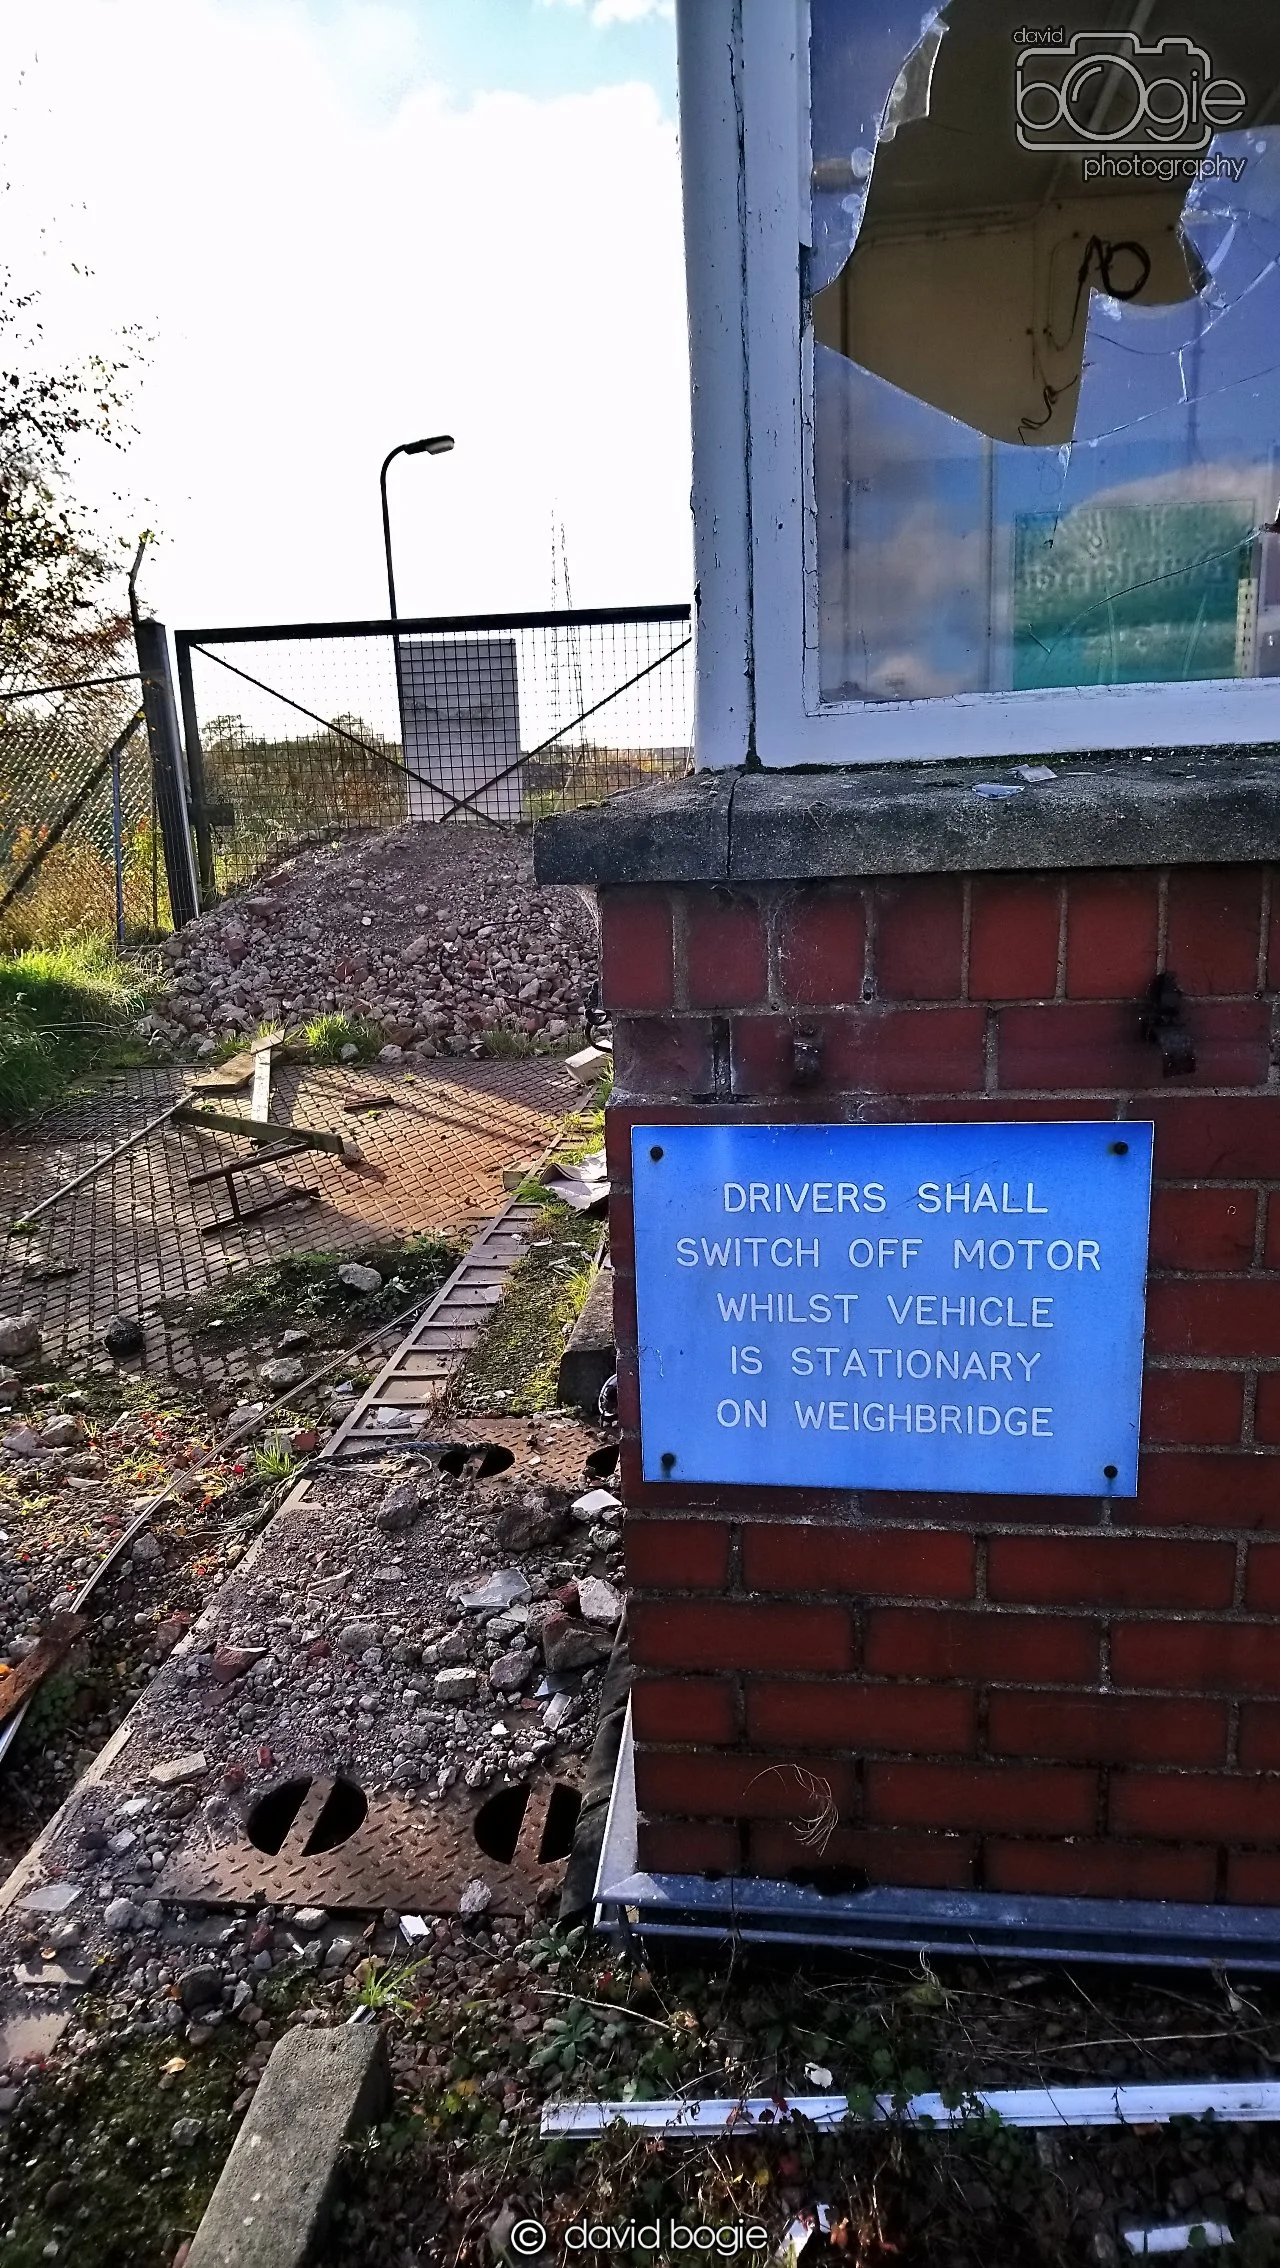 david
bogie
photography
DRIVERS SHALL
SWITCH OFF MOTOR
WHILST VEHICLE
IS STATIONARY
ON WEIGHBRIDGE
© david bogie